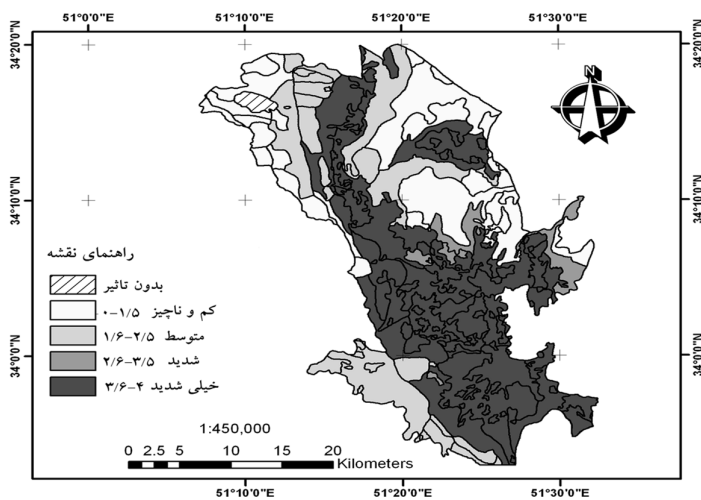 51°0'0"E 51°10'0"E 51°20'0"E 51°30'0"E
34°20'0"N 34°20'0"N
N
34°10'0"N 34°10'0"N
راهنمای نقشه
بدون تاثیر
کم و ناچیز ۰-۱/۵
متوسط ۱/۶-۲/۵
شدید ۲/۶-۳/۵
خیلی شدید ۳/۶-۴
34°0'0"N 34°0'0"N
1:450,000
0 2.5 5 10 15 20
Kilometers
51°10'0"E 51°20'0"E 51°30'0"E